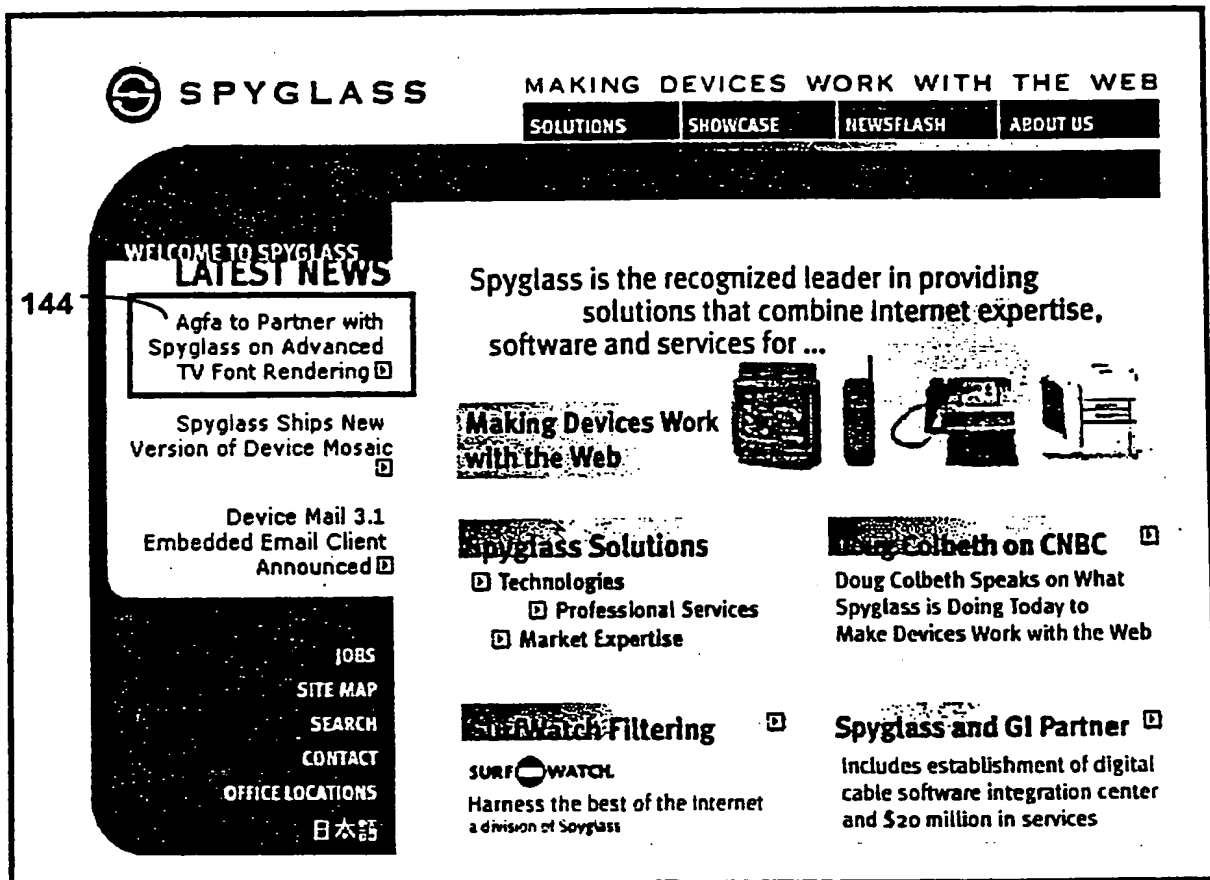 SPYGLASS
MAKING DEVICES WORK WITH THE WEB
SOLUTIONS
SHOWCASE
NEWSFLASH
ABOUT US
WELCOME TO SPYGLASS
LATEST NEWS
144
Agfa to Partner with
Spyglass on Advanced
TV Font Rendering
Spyglass Ships New
Version of Device Mosaic
Device Mail 3.1
Embedded Email Client
Announced
JOBS
SITE MAP
SEARCH
CONTACT
OFFICE LOCATIONS
日本語
Spyglass is the recognized leader in providing
solutions that combine Internet expertise,
software and services for ...
Making Devices Work
with the Web
Spyglass Solutions
Technologies
Professional Services
Market Expertise
Doug Colbeth on CNBC
Doug Colbeth Speaks on What
Spyglass is Doing Today to
Make Devices Work with the Web
SurfWatch Filtering
SURFWATCH.
Harness the best of the Internet
a division of Spyglass
Spyglass and GI Partner
Includes establishment of digital
cable software integration center
and $20 million in services